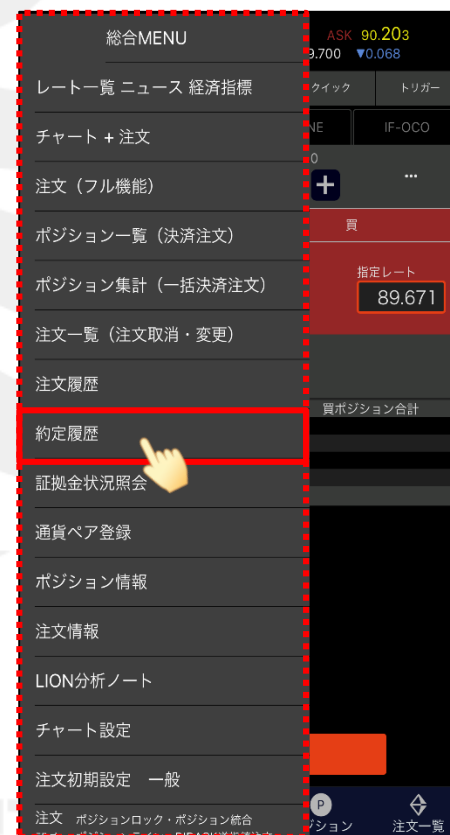 総合MENU
レート一覧 ニュース 経済指標
チャート + 注文
注文（フル機能）
ポジション一覧（決済注文）
ポジション集計（一括決済注文）
注文一覧（注文取消・変更）
注文履歴
約定履歴
証拠金状況照会
通貨ペア登録
ポジション情報
注文情報
LION分析ノート
チャート設定
注文初期設定　一般
注文　ポジションロック・ポジション統合
ASK 90.203
9.700 ▼0.068
クイック トリガー
NE IF-OCO
0
+ ...
買
指定レート
89.671
買ポジション合計
P
ション 注文一覧